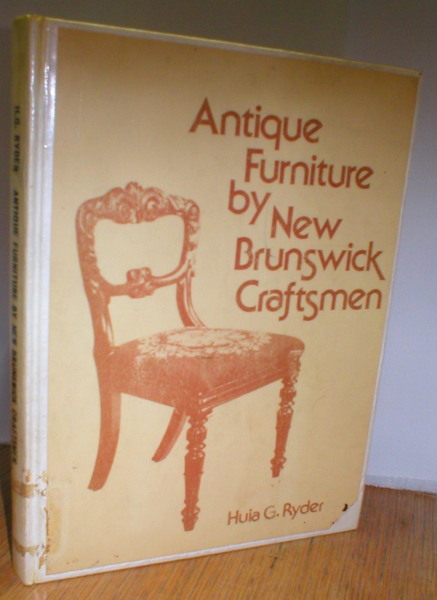 Antique
Furniture
by New
Brunswick
Craftsmen
Huia G. Ryder
H.G. RYDER ANTIQUE FURNITURE BY NEW BRUNSWICK CRAFTSMEN